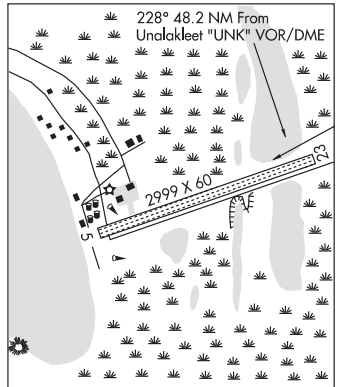 228° 48.2 NM From
Unalakleet "UNK" VOR/DME
23
2999 X 60
5